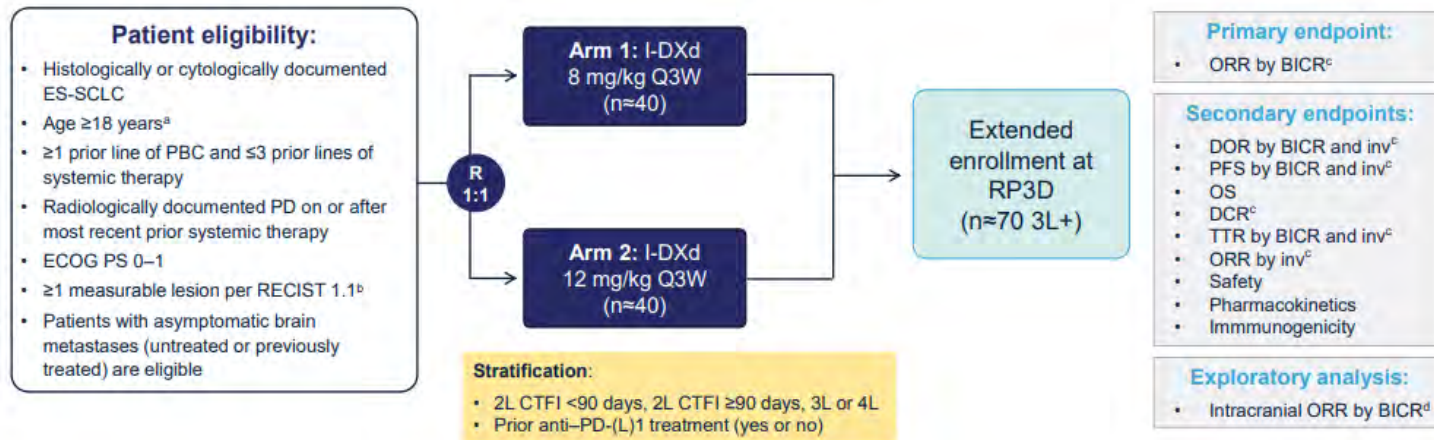 Patient eligibility:
• Histologically or cytologically documented
ES-SCLC
• Age ≥18 yearsᵃ
• ≥1 prior line of PBC and ≤3 prior lines of
systemic therapy
• Radiologically documented PD on or after
most recent prior systemic therapy
• ECOG PS 0–1
• ≥1 measurable lesion per RECIST 1.1ᵇ
• Patients with asymptomatic brain
metastases (untreated or previously
treated) are eligible
R
1:1
Arm 1: I-DXd
8 mg/kg Q3W
(n≈40)
Arm 2: I-DXd
12 mg/kg Q3W
(n≈40)
Stratification:
• 2L CTFI <90 days, 2L CTFI ≥90 days, 3L or 4L
• Prior anti–PD-(L)1 treatment (yes or no)
Extended
enrollment at
RP3D
(n≈70 3L+)
Primary endpoint:
• ORR by BICRᶜ
Secondary endpoints:
• DOR by BICR and invᶜ
• PFS by BICR and invᶜ
• OS
• DCRᶜ
• TTR by BICR and invᶜ
• ORR by invᶜ
• Safety
• Pharmacokinetics
• Immmunogenicity
Exploratory analysis:
• Intracranial ORR by BICRᵈ